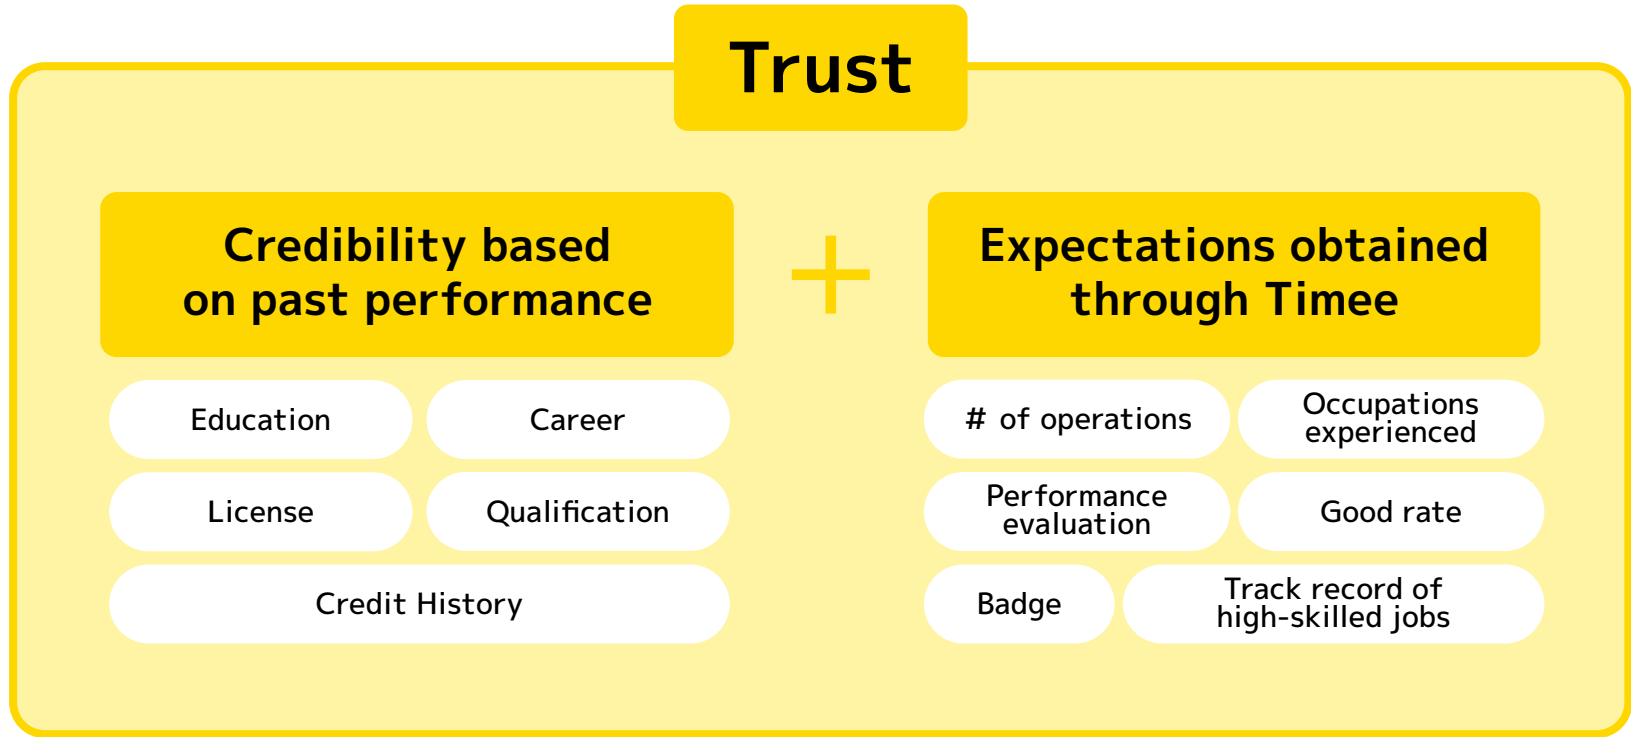 Trust
Credibility based
on past performance
+
Expectations obtained
through Timee
Education
Career
License
Qualification
Credit History
# of operations
Occupations
experienced
Performance
evaluation
Good rate
Badge
Track record of
high-skilled jobs